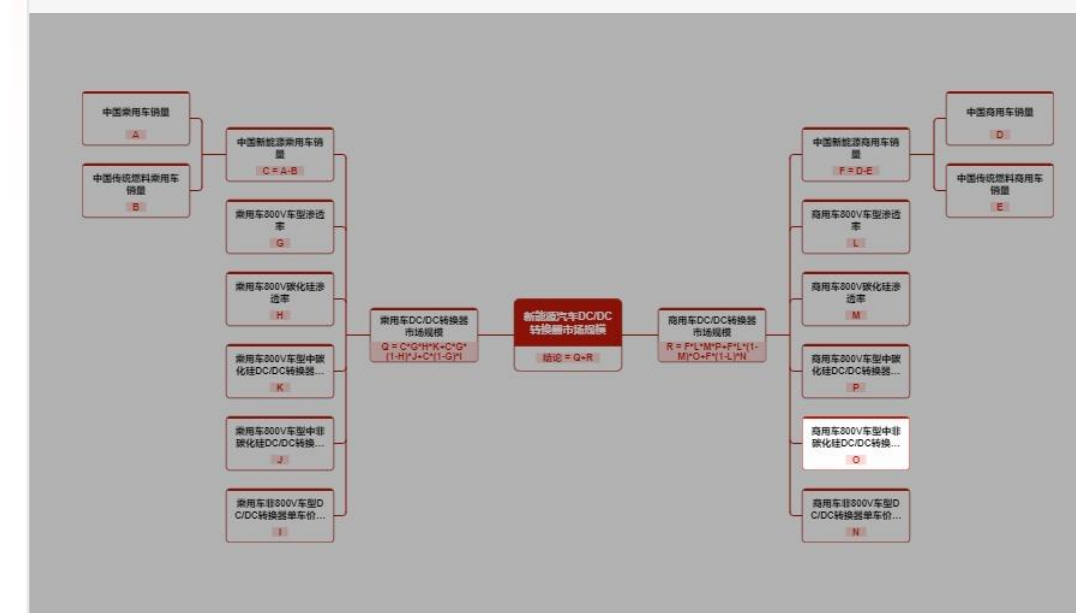 中国乘用车销量
A
中国传统燃料乘用车
销量
B
中国新能源乘用车销
量
C = A-B
乘用车800V车型渗透
率
G
乘用车800V碳化硅渗
透率
H
乘用车800V车型中碳
化硅DC/DC转换器...
K
乘用车800V车型中非
碳化硅DC/DC转换...
J
乘用车非800V车型D
C/DC转换器单车价...
I
乘用车DC/DC转换器
市场规模
Q = C*G*H*K+C*G*
(1-H)*J+C*(1-G)*I
新能源汽车DC/DC
转换器市场规模
结论 = Q+R
商用车DC/DC转换器
市场规模
R = F*L*M*P+F*L*(1-
M)*O+F*(1-L)*N
中国新能源商用车销
量
F = D-E
商用车800V车型渗透
率
L
商用车800V碳化硅渗
透率
M
商用车800V车型中碳
化硅DC/DC转换器...
P
商用车800V车型中非
碳化硅DC/DC转换...
O
商用车非800V车型D
C/DC转换器单车价...
N
中国商用车销量
D
中国传统燃料商用车
销量
E